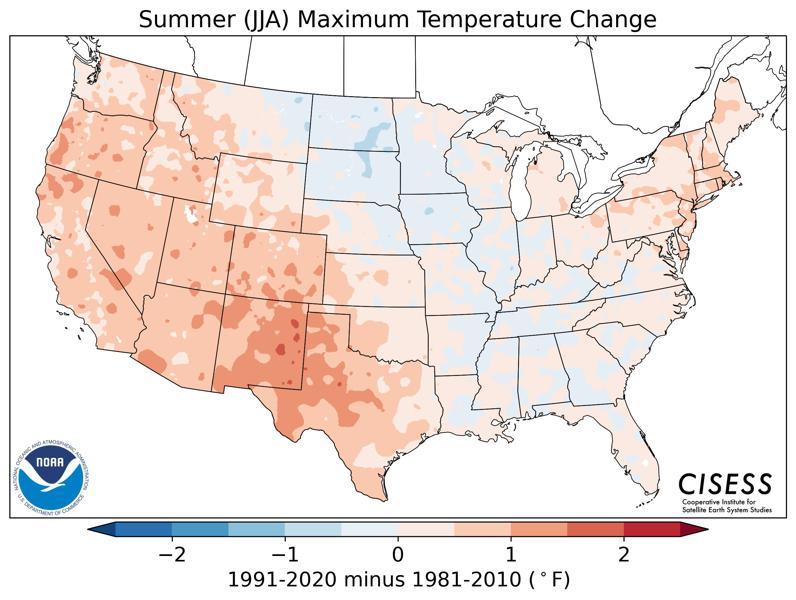 Summer (JJA) Maximum Temperature Change
NATIONAL OCEANIC AND ATMOSPHERIC ADMINISTRATION
NOAA
U.S. DEPARTMENT OF COMMERCE
CISESS
Cooperative Institute for
Satellite Earth System Studies
−2 −1 0 1 2
1991-2020 minus 1981-2010 (°F)